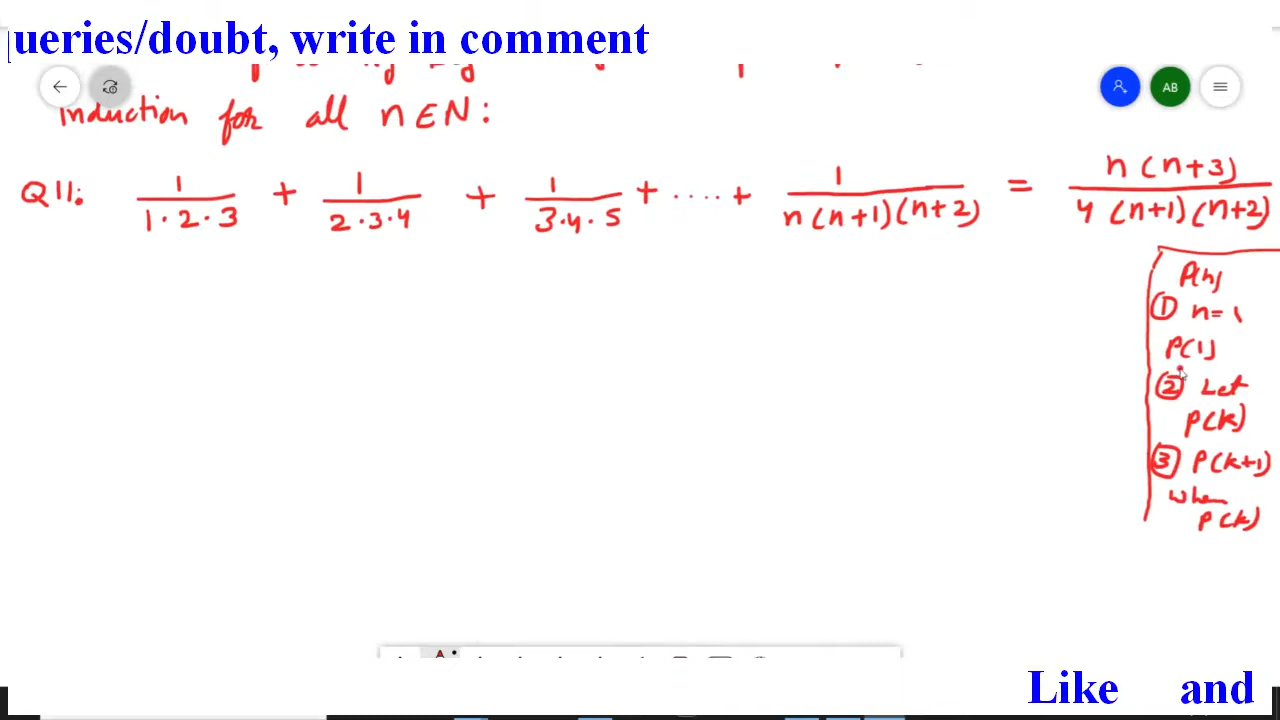 ueries/doubt, write in comment
AB
induction for all n ∈ N:
Q11: 1/(1·2·3) + 1/(2·3·4) + 1/(3·4·5) + ..... + 1/(n(n+1)(n+2)) = n(n+3)/(4(n+1)(n+2))
P(n)
① n = 1
P(1)
② Let
P(k)
③ P(k+1)
when
P(k)
Like and